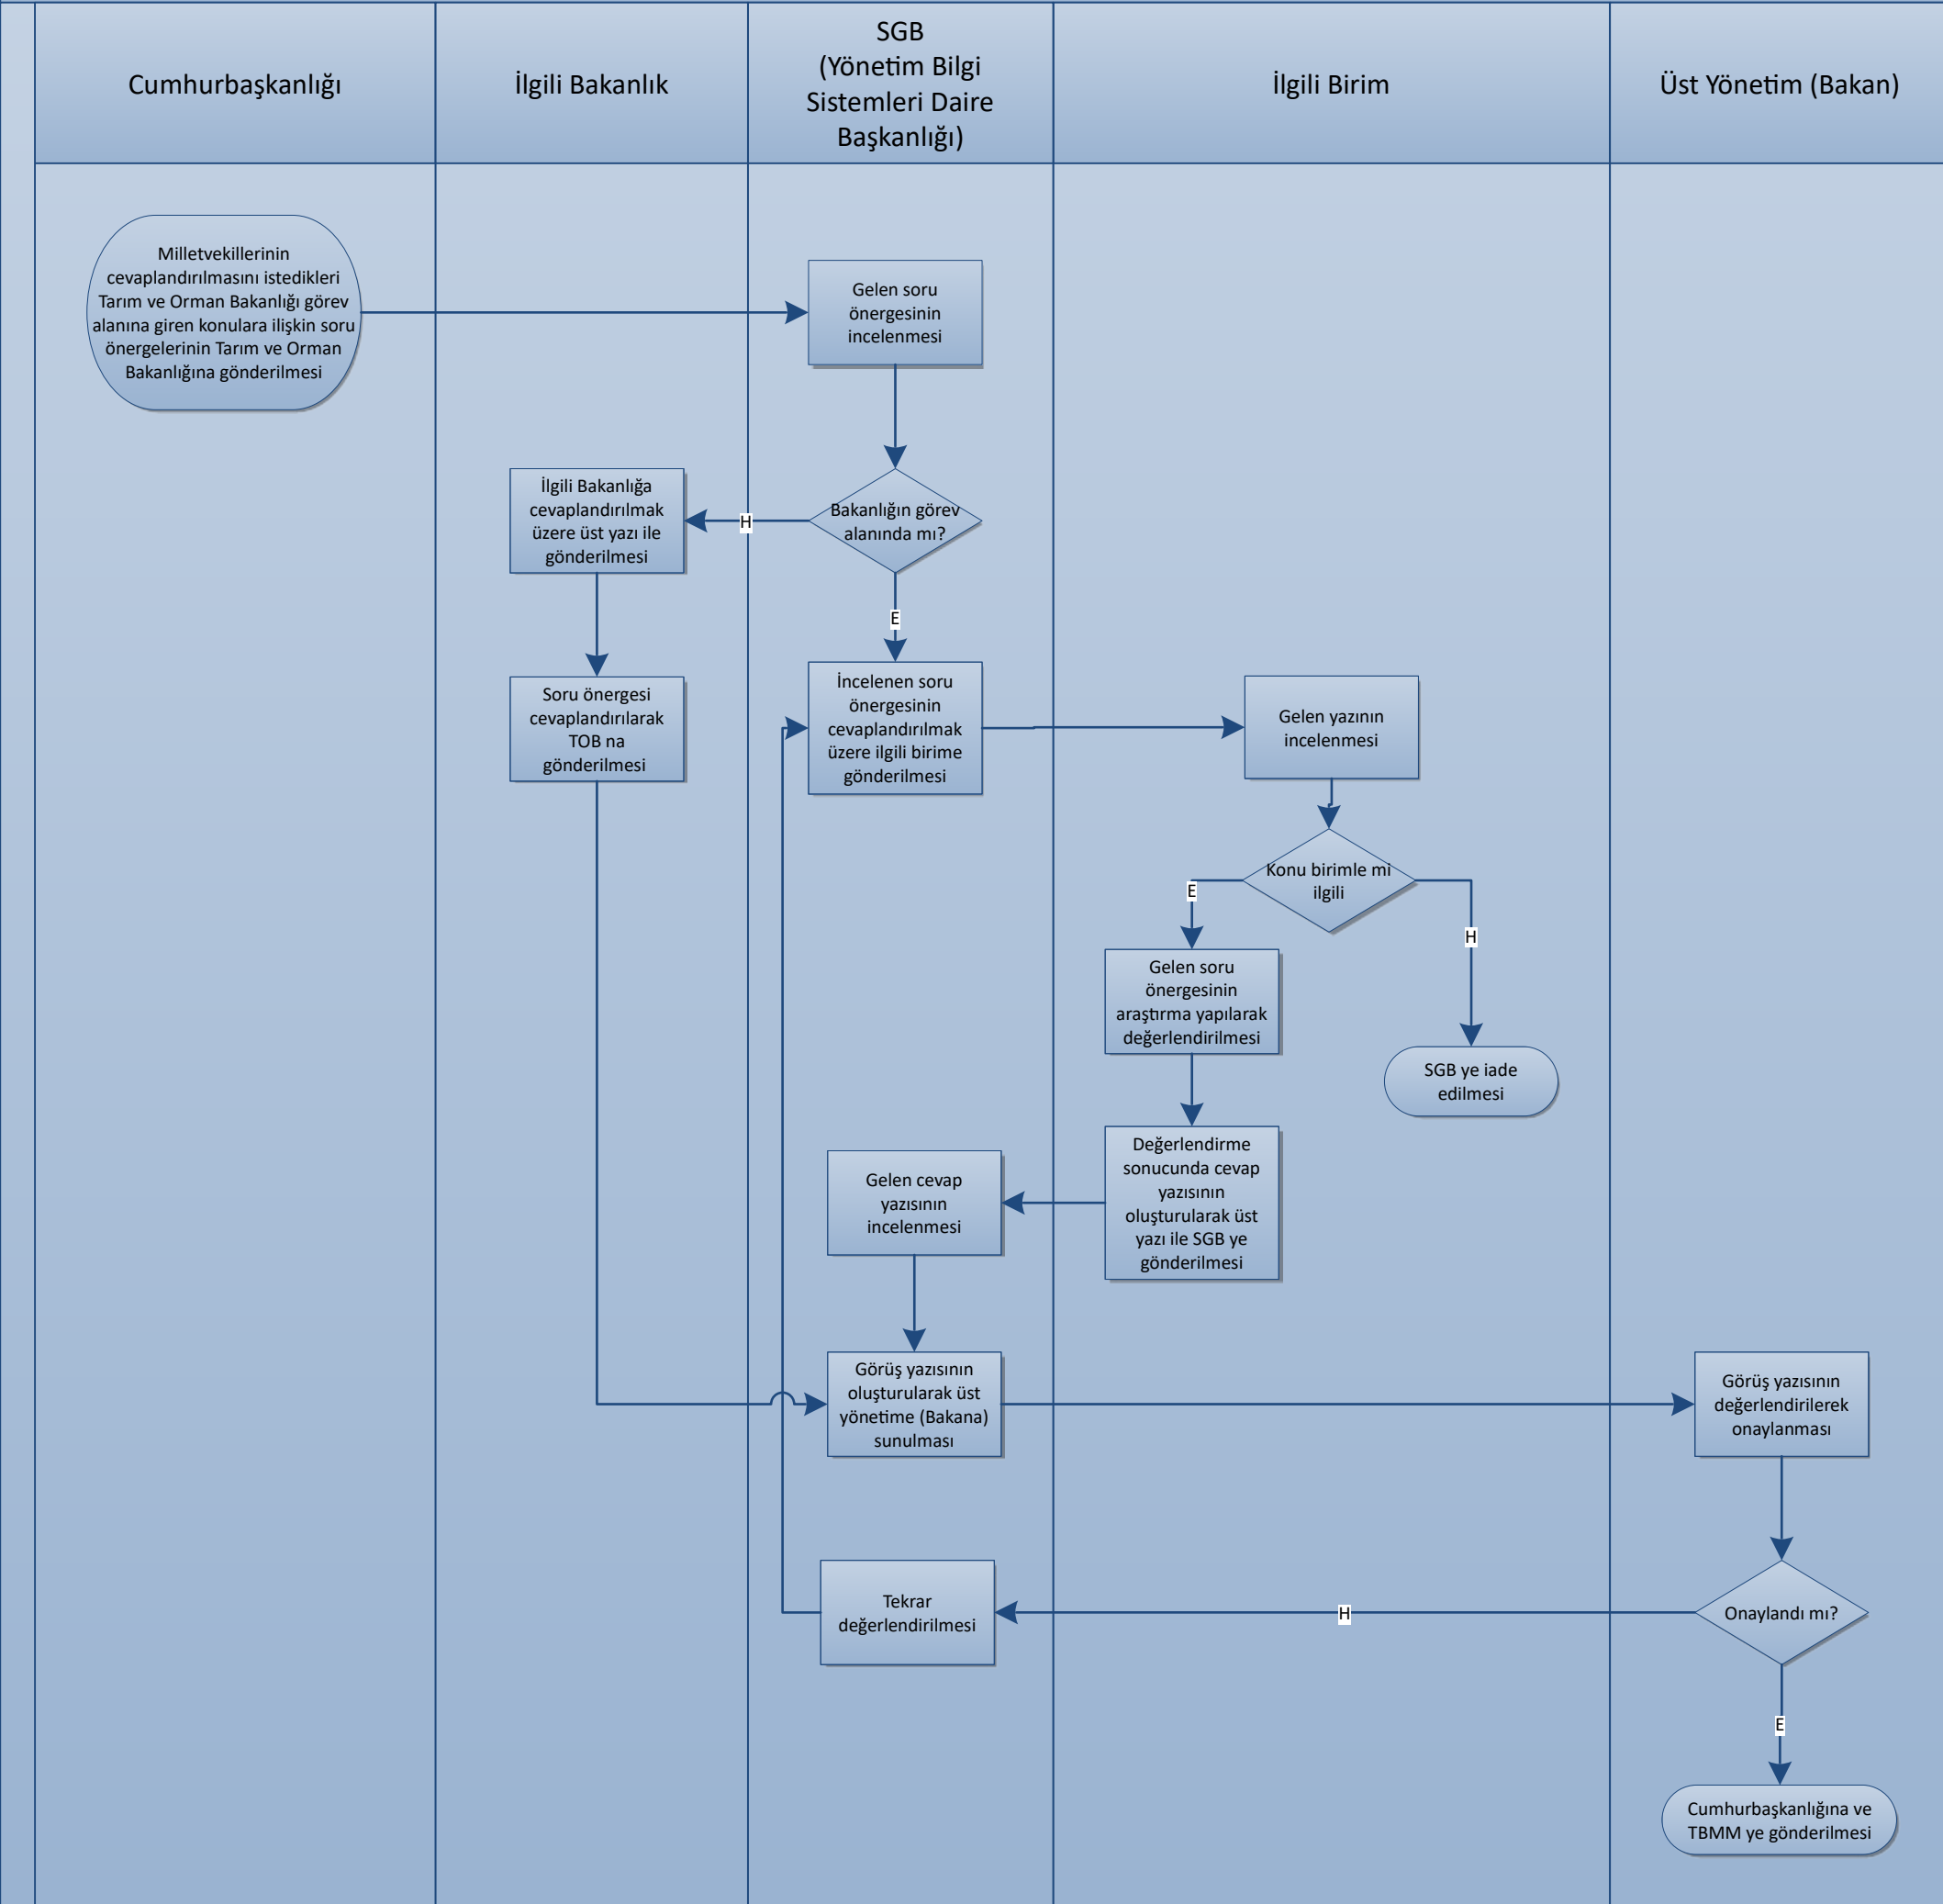 Cumhurbaşkanlığı
İlgili Bakanlık
SGB
(Yönetim Bilgi
Sistemleri Daire
Başkanlığı)
İlgili Birim
Üst Yönetim (Bakan)
Milletvekillerinin
cevaplandırılmasını istedikleri
Tarım ve Orman Bakanlığı görev
alanına giren konulara ilişkin soru
önergelerinin Tarım ve Orman
Bakanlığına gönderilmesi
Gelen soru
önergesinin
incelenmesi
Bakanlığın görev
alanında mı?
H
İlgili Bakanlığa
cevaplandırılmak
üzere üst yazı ile
gönderilmesi
E
Soru önergesi
cevaplandırılarak
TOB na
gönderilmesi
İncelenen soru
önergesinin
cevaplandırılmak
üzere ilgili birime
gönderilmesi
Gelen yazının
incelenmesi
Konu birimle mi
ilgili
E
H
Gelen soru
önergesinin
araştırma yapılarak
değerlendirilmesi
SGB ye iade
edilmesi
Değerlendirme
sonucunda cevap
yazısının
oluşturularak üst
yazı ile SGB ye
gönderilmesi
Gelen cevap
yazısının
incelenmesi
Görüş yazısının
oluşturularak üst
yönetime (Bakana)
sunulması
Görüş yazısının
değerlendirilerek
onaylanması
Onaylandı mı?
H
Tekrar
değerlendirilmesi
E
Cumhurbaşkanlığına ve
TBMM ye gönderilmesi